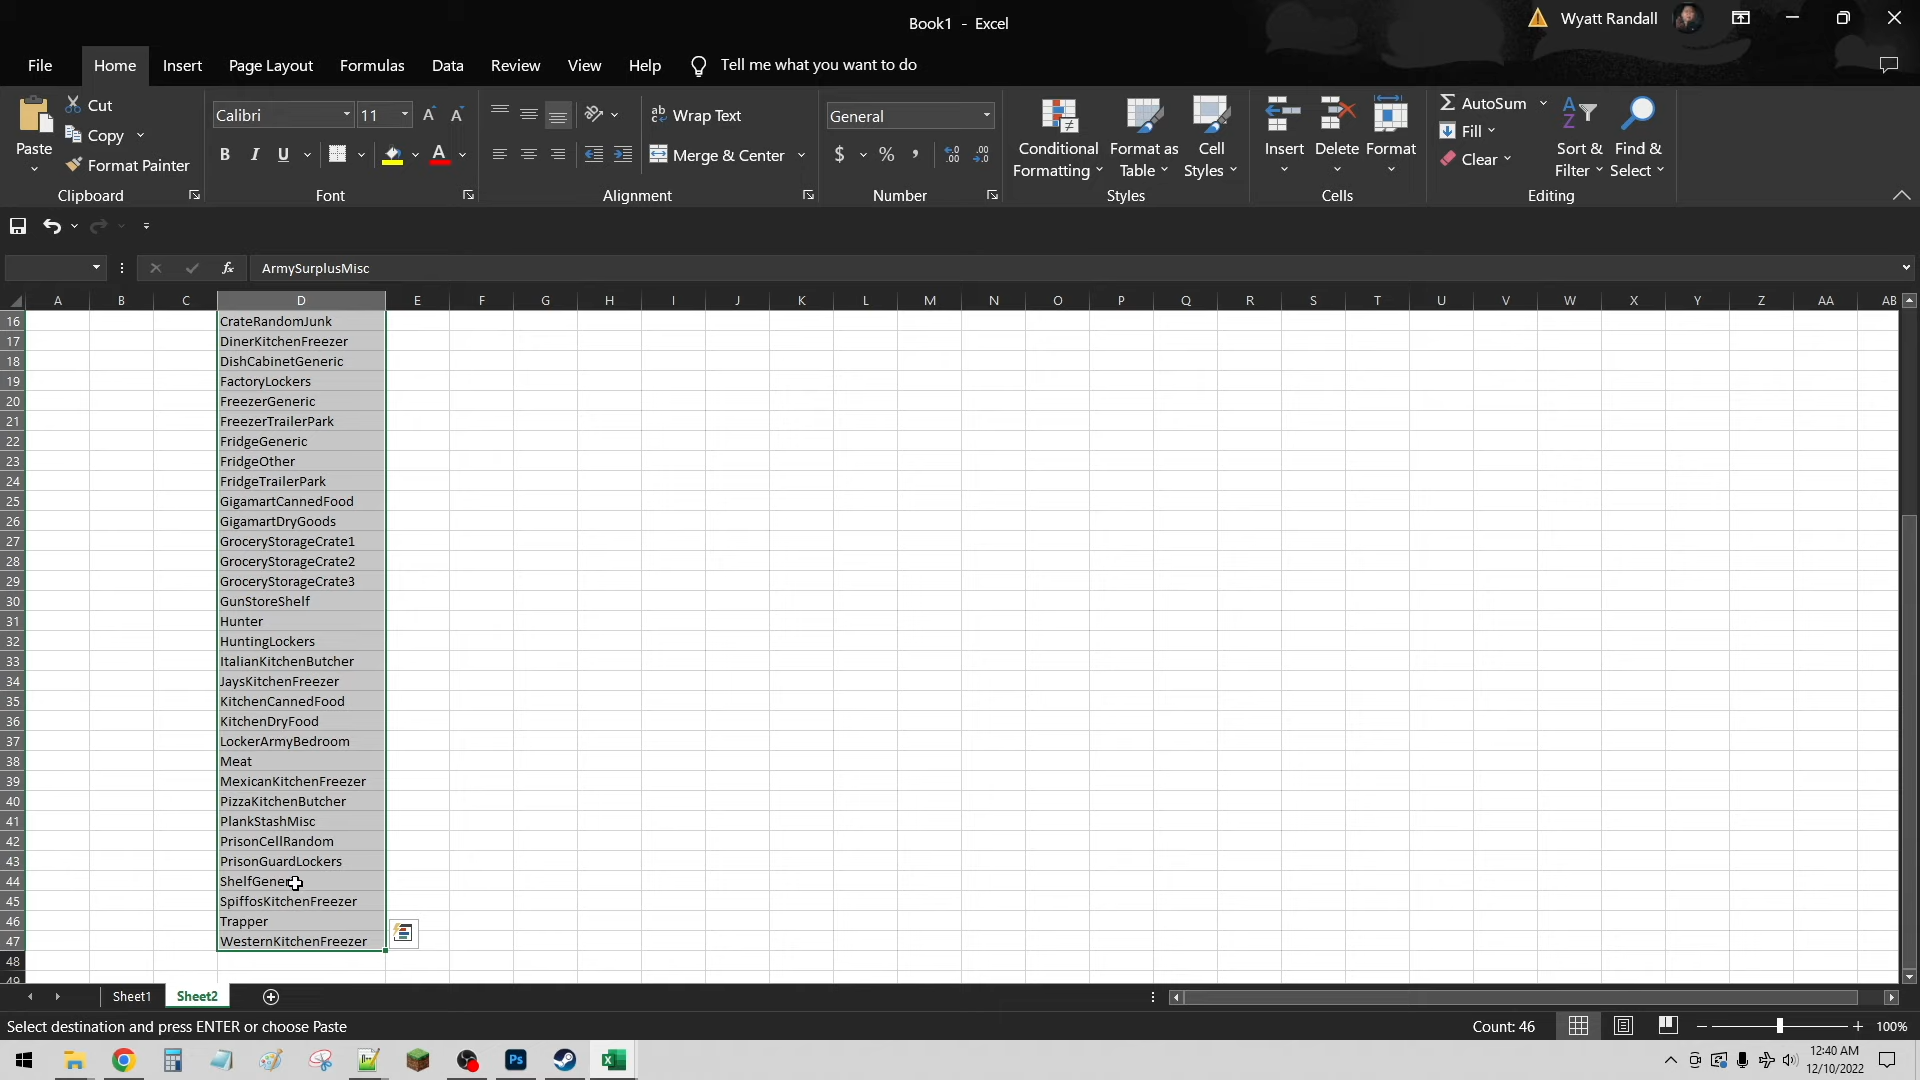 Book1 - Excel
Wyatt Randall
File Home Insert Page Layout Formulas Data Review View Help Tell me what you want to do
Paste
Cut
Copy
Format Painter
Clipboard
Calibri 11
B I U A
Font
ab Wrap Text
Merge & Center
Alignment
General
$ % ,
Number
Conditional Formatting
Format as Table
Cell Styles
Styles
Insert Delete Format
Cells
AutoSum
Fill
Clear
Sort & Filter
Find & Select
Editing
fx ArmySurplusMisc
A B C D E F G H I J K L M N O P Q R S T U V W X Y Z AA AB
16 CrateRandomJunk
17 DinerKitchenFreezer
18 DishCabinetGeneric
19 FactoryLockers
20 FreezerGeneric
21 FreezerTrailerPark
22 FridgeGeneric
23 FridgeOther
24 FridgeTrailerPark
25 GigamartCannedFood
26 GigamartDryGoods
27 GroceryStorageCrate1
28 GroceryStorageCrate2
29 GroceryStorageCrate3
30 GunStoreShelf
31 Hunter
32 HuntingLockers
33 ItalianKitchenButcher
34 JaysKitchenFreezer
35 KitchenCannedFood
36 KitchenDryFood
37 LockerArmyBedroom
38 Meat
39 MexicanKitchenFreezer
40 PizzaKitchenButcher
41 PlankStashMisc
42 PrisonCellRandom
43 PrisonGuardLockers
44 ShelfGener
45 SpiffosKitchenFreezer
46 Trapper
47 WesternKitchenFreezer
48
49
Sheet1 Sheet2
Select destination and press ENTER or choose Paste
Count: 46
100%
12:40 AM
12/10/2022